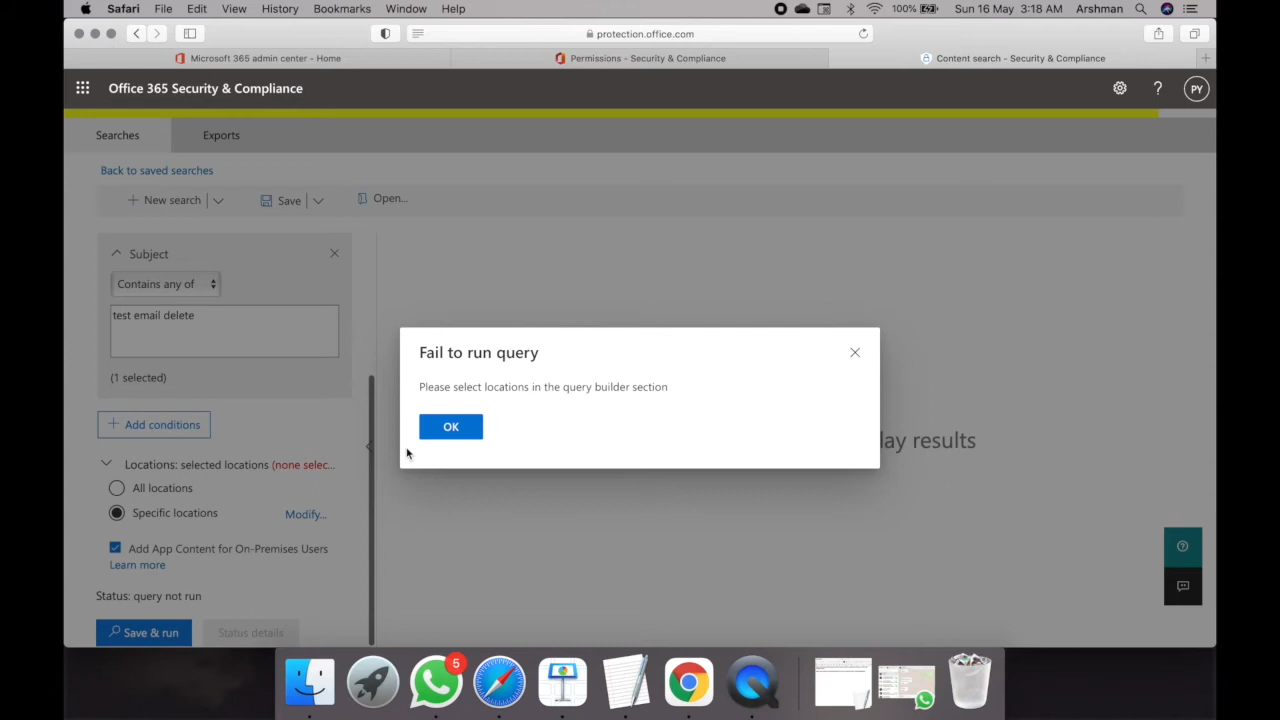 Safari File Edit View History Bookmarks Window Help 100% Sun 16 May 3:18 AM Arshman
protection.office.com
Microsoft 365 admin center - Home Permissions - Security & Compliance Content search - Security & Compliance
Office 365 Security & Compliance ? PY
Searches Exports
Back to saved searches
New search Save Open...
Subject
Contains any of
test email delete
(1 selected)
Add conditions
Locations: selected locations (none selec...
All locations
Specific locations Modify...
Add App Content for On-Premises Users
Learn more
Status: query not run
Save & run Status details
Fail to run query
Please select locations in the query builder section
OK
lay results
5